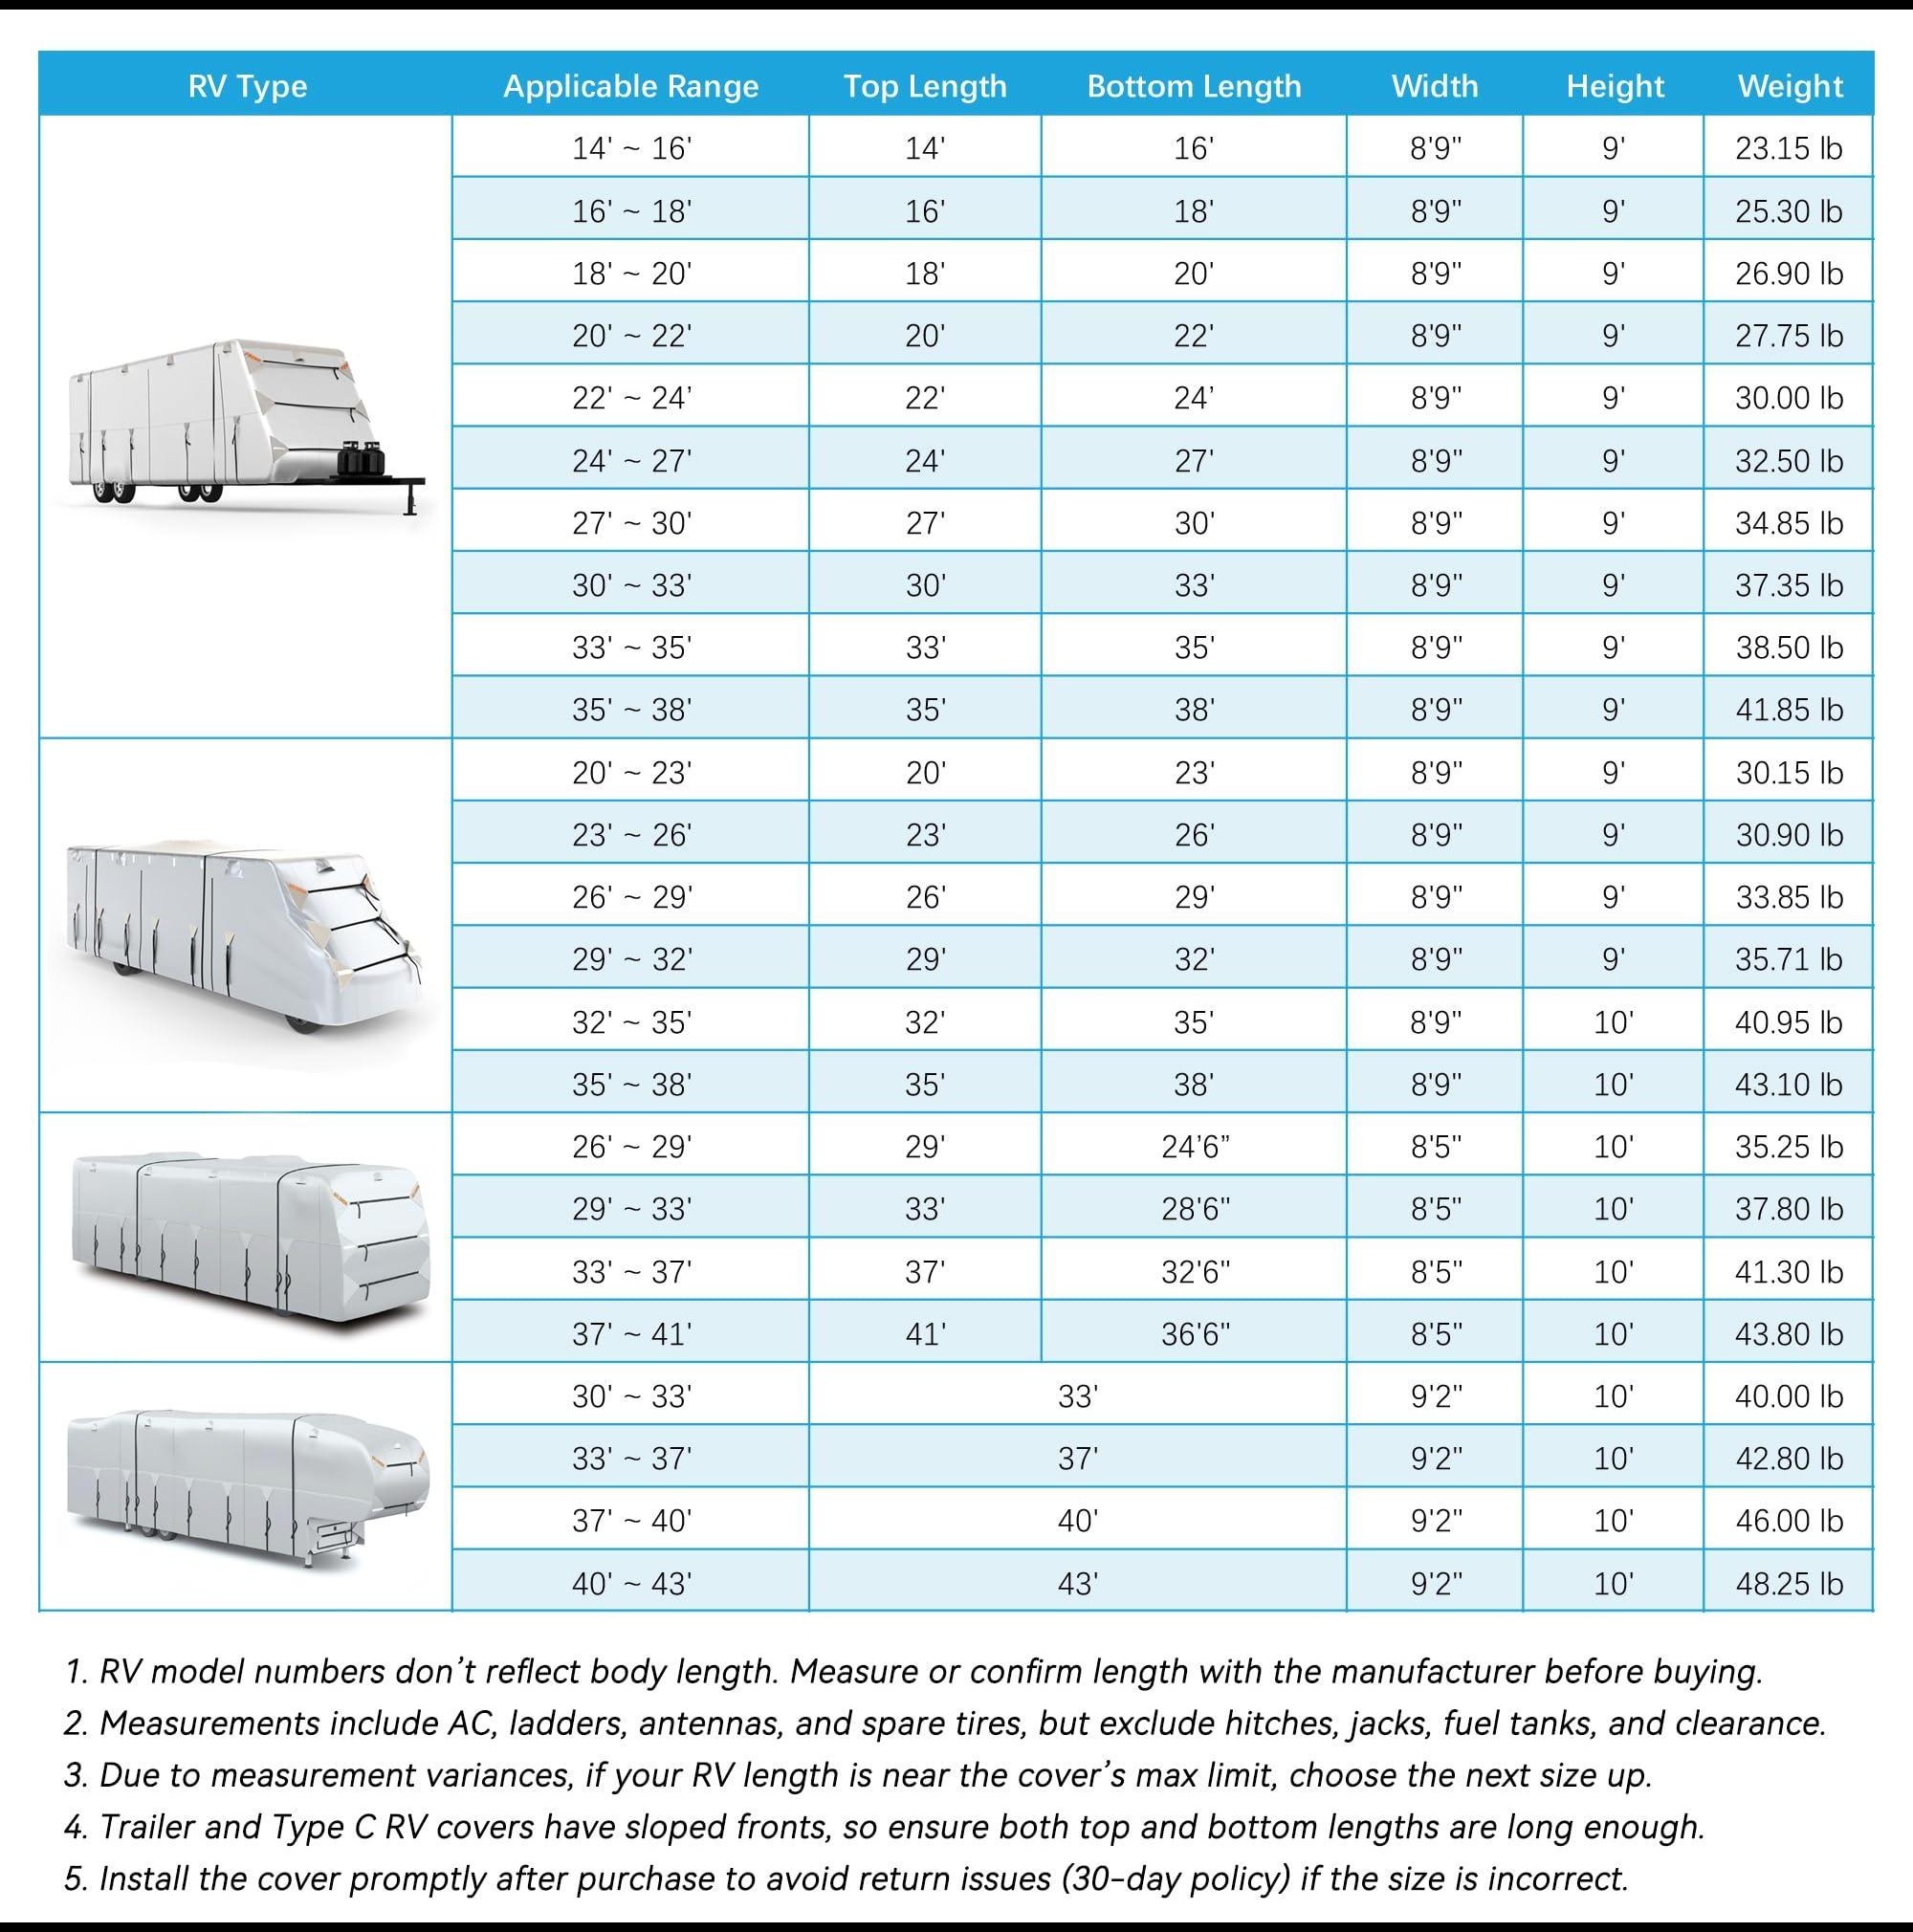 RV Type Applicable Range Top Length Bottom Length Width Height Weight
14' ~ 16' 14' 16' 8'9" 9' 23.15 lb
16' ~ 18' 16' 18' 8'9" 9' 25.30 lb
18' ~ 20' 18' 20' 8'9" 9' 26.90 lb
20' ~ 22' 20' 22' 8'9" 9' 27.75 lb
22' ~ 24’ 22' 24’ 8'9" 9' 30.00 lb
24' ~ 27' 24' 27' 8'9" 9' 32.50 lb
27' ~ 30' 27' 30' 8'9" 9' 34.85 lb
30' ~ 33' 30' 33' 8'9" 9' 37.35 lb
33' ~ 35' 33' 35' 8'9" 9' 38.50 lb
35' ~ 38' 35' 38' 8'9" 9' 41.85 lb
20' ~ 23' 20' 23' 8'9" 9' 30.15 lb
23' ~ 26' 23' 26' 8'9" 9' 30.90 lb
26' ~ 29' 26' 29' 8'9" 9' 33.85 lb
29' ~ 32' 29' 32' 8'9" 9' 35.71 lb
32' ~ 35' 32' 35' 8'9" 10' 40.95 lb
35' ~ 38' 35' 38' 8'9" 10' 43.10 lb
26' ~ 29' 29' 24’6” 8'5" 10' 35.25 lb
29' ~ 33' 33' 28'6" 8'5" 10' 37.80 lb
33' ~ 37' 37' 32'6" 8'5" 10' 41.30 lb
37' ~ 41' 41' 36'6" 8'5" 10' 43.80 lb
30' ~ 33' 33' 9'2" 10' 40.00 lb
33' ~ 37' 37' 9'2" 10' 42.80 lb
37' ~ 40' 40' 9'2" 10' 46.00 lb
40' ~ 43' 43' 9'2" 10' 48.25 lb
1. RV model numbers don’t reflect body length. Measure or confirm length with the manufacturer before buying.
2. Measurements include AC, ladders, antennas, and spare tires, but exclude hitches, jacks, fuel tanks, and clearance.
3. Due to measurement variances, if your RV length is near the cover’s max limit, choose the next size up.
4. Trailer and Type C RV covers have sloped fronts, so ensure both top and bottom lengths are long enough.
5. Install the cover promptly after purchase to avoid return issues (30-day policy) if the size is incorrect.